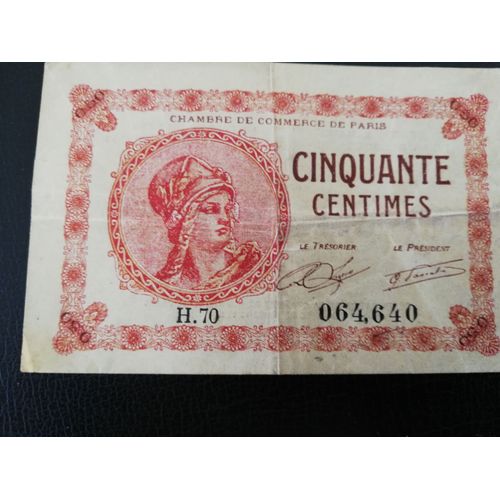 CHAMBRE DE COMMERCE DE PARIS
CINQUANTE
CENTIMES
LE TRÉSORIER LE PRÉSIDENT
H.70 064,640